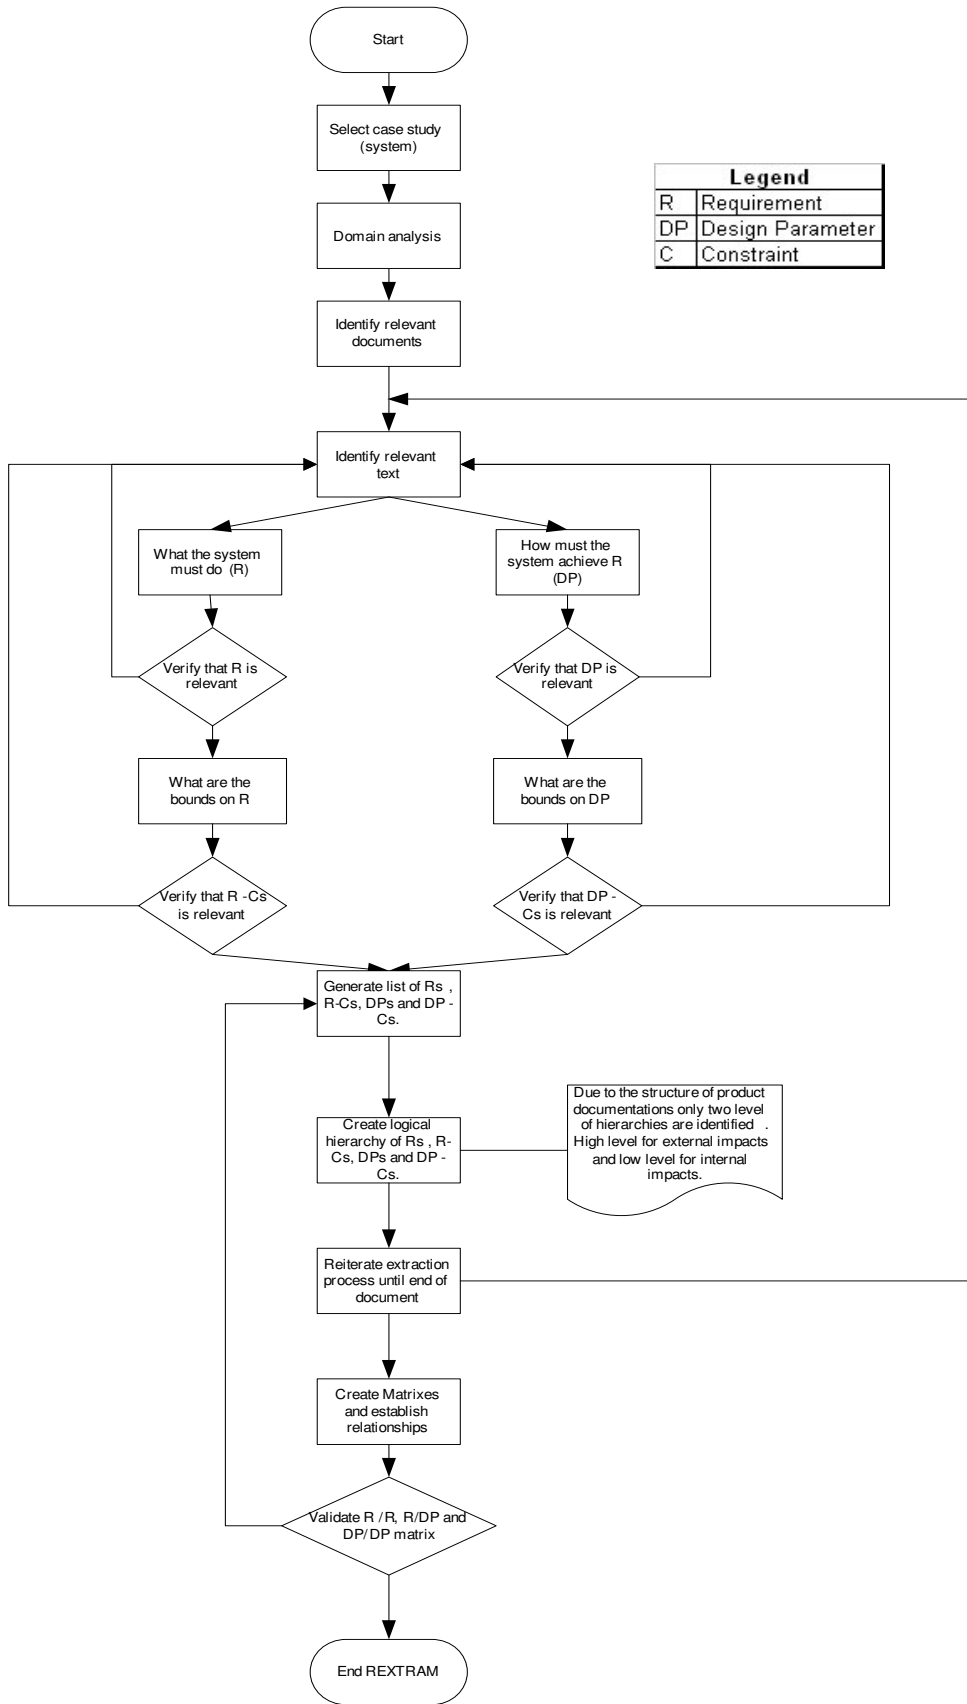 Start
Select case study
(system)
Legend
R Requirement
DP Design Parameter
C Constraint
Domain analysis
Identify relevant
documents
Identify relevant
text
What the system
must do (R)
How must the
system achieve R
(DP)
Verify that R is
relevant
Verify that DP is
relevant
What are the
bounds on R
What are the
bounds on DP
Verify that R -Cs
is relevant
Verify that DP -
Cs is relevant
Generate list of Rs ,
R-Cs, DPs and DP -
Cs.
Create logical
hierarchy of Rs , R-
Cs, DPs and DP -
Cs.
Due to the structure of product
documentations only two level
of hierarchies are identified .
High level for external impacts
and low level for internal
impacts.
Reiterate extraction
process until end of
document
Create Matrixes
and establish
relationships
Validate R /R, R/DP and
DP/DP matrix
End REXTRAM